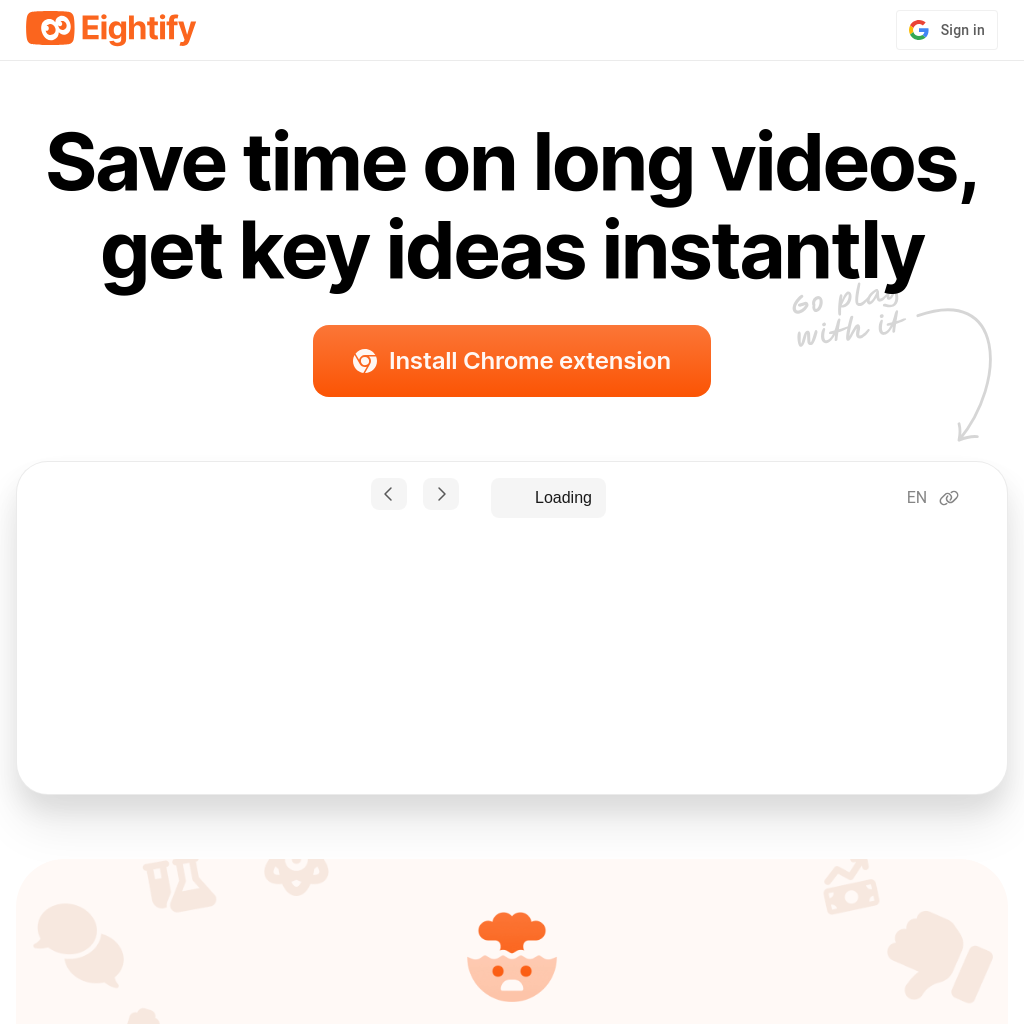 Eightify
Sign in
Save time on long videos,
get key ideas instantly
Go play
with it
Install Chrome extension
Loading
EN